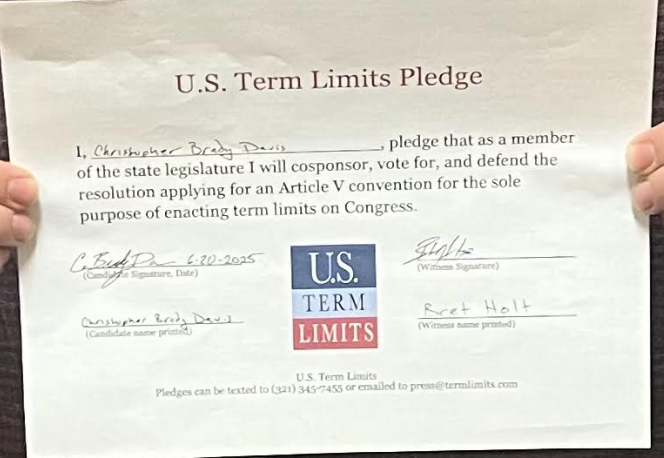 U.S. Term Limits Pledge
I, Christopher Brady Davis, pledge that as a member
of the state legislature I will cosponsor, vote for, and defend the
resolution applying for an Article V convention for the sole
purpose of enacting term limits on Congress.
C. Brady Da 6-20-2025
(Candidate Signature, Date)
(Witness Signature)
Christopher Brady Davis
(Candidate name printed)
Bret Holt
(Witness name printed)
U.S.
TERM
LIMITS
U.S. Term Limits
Pledges can be texted to (321) 345-7455 or emailed to press@termlimits.com